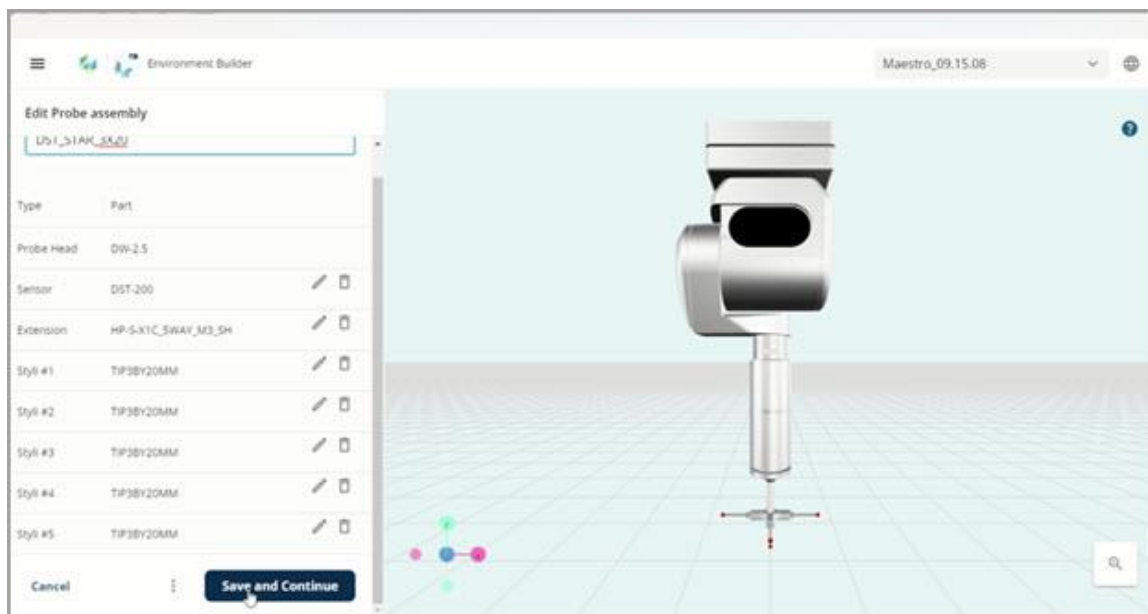 Environment Builder
Maestro_09.15.08
Edit Probe assembly
DST_STAR_3X20
Type Part
Probe Head DW-2.5
Sensor DST-200
Extension HP-S-X1C_5WAY_M3_SH
Styli #1 TIP3BY20MM
Styli #2 TIP3BY20MM
Styli #3 TIP3BY20MM
Styli #4 TIP3BY20MM
Styli #5 TIP3BY20MM
Cancel Save and Continue